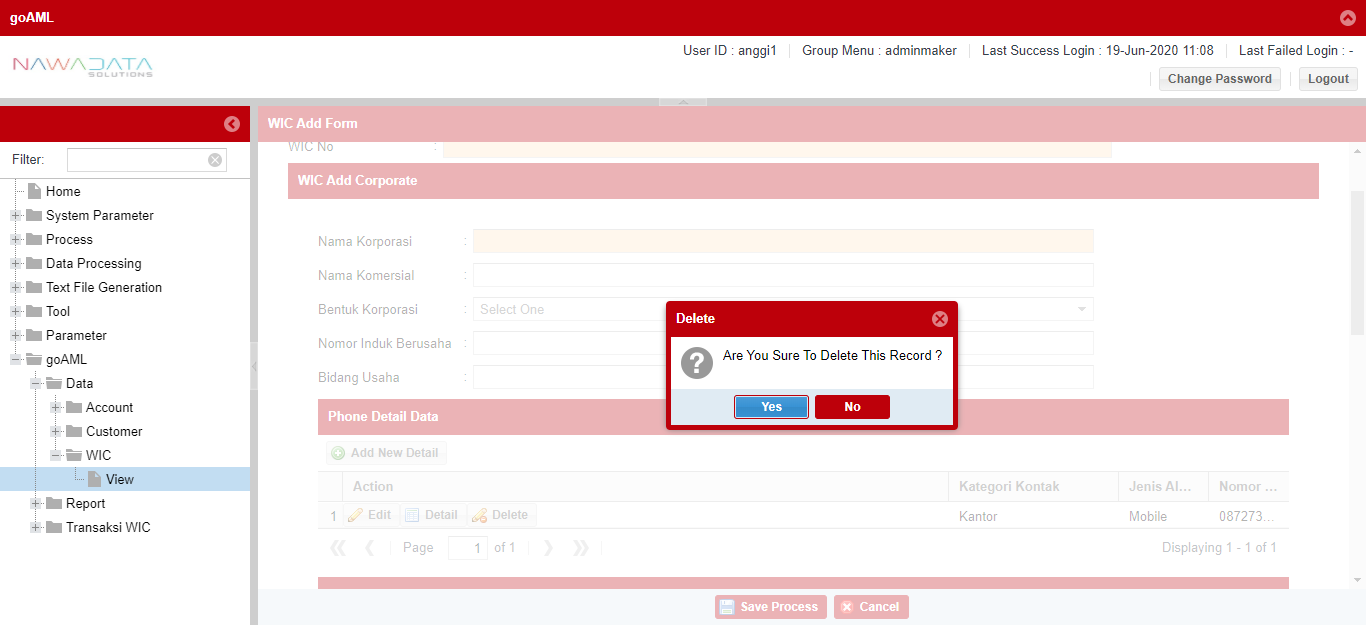 goAML
NAWADATA
SOLUTIONS
User ID : anggi1
Group Menu : adminmaker
Last Success Login : 19-Jun-2020 11:08
Last Failed Login : -
Change Password
Logout
Filter:
Home
System Parameter
Process
Data Processing
Text File Generation
Tool
Parameter
goAML
Data
Account
Customer
WIC
View
Report
Transaksi WIC
WIC Add Form
WIC No :
WIC Add Corporate
Nama Korporasi :
Nama Komersial :
Bentuk Korporasi : Select One
Nomor Induk Berusaha :
Bidang Usaha :
Delete
Are You Sure To Delete This Record ?
Yes No
Phone Detail Data
Add New Detail
Action Kategori Kontak Jenis Al... Nomor ...
1 Edit Detail Delete Kantor Mobile 087273...
Page 1 of 1 Displaying 1 - 1 of 1
Save Process Cancel